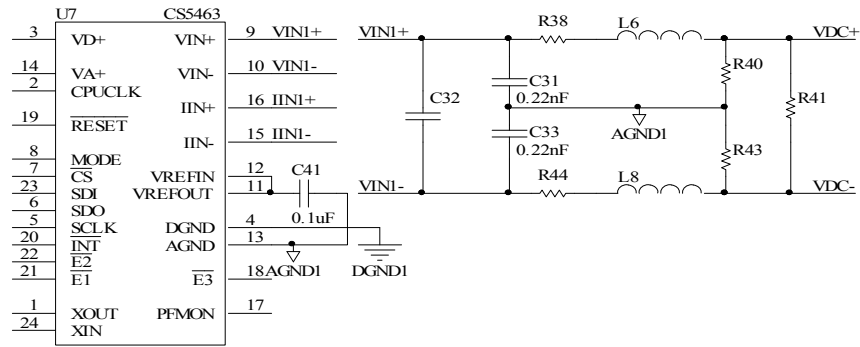 U7 CS5463
3 VD+ VIN+ 9 VIN1+
14 VA+ VIN- 10 VIN1-
2 CPUCLK
IIN+ 16 IIN1+
19 RESET IIN- 15 IIN1-
8 MODE
7 CS VREFIN 12
23 SDI VREFOUT 11
6 SDO
5 SCLK DGND 4
20 INT AGND 13
22 E2
21 E1 E3 18
1 XOUT PFMON 17
24 XIN
C41
0.1uF
AGND1
DGND1
VIN1+ R38 L6 VDC+
C31
0.22nF
R40
C32
R41
AGND1
C33
0.22nF
R43
VIN1- R44 L8 VDC-